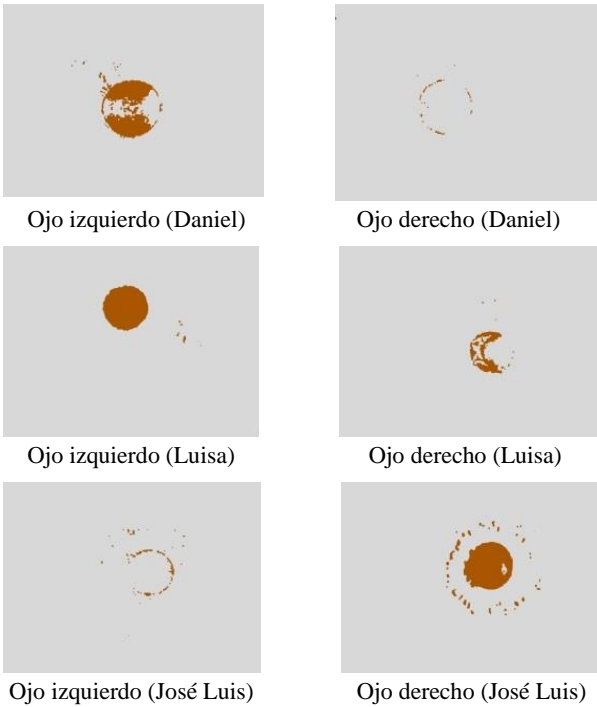 Ojo izquierdo (Daniel)
Ojo derecho (Daniel)
Ojo izquierdo (Luisa)
Ojo derecho (Luisa)
Ojo izquierdo (José Luis)
Ojo derecho (José Luis)